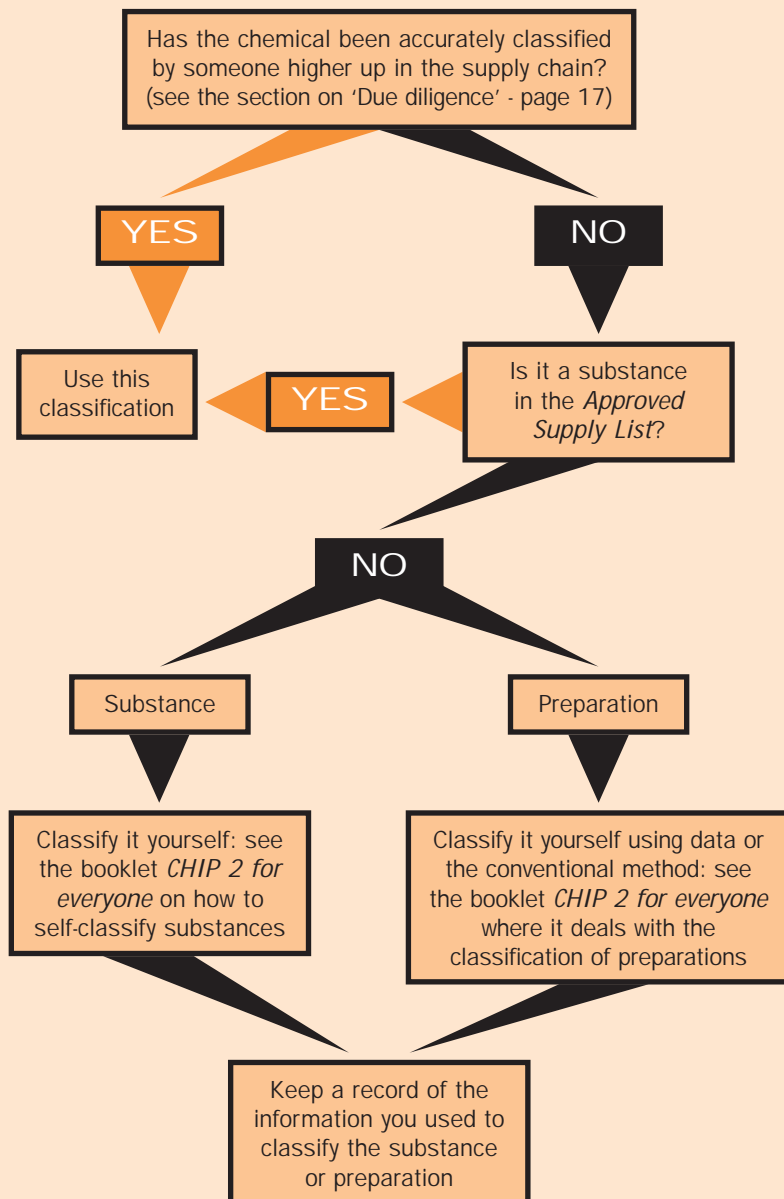 Has the chemical been accurately classified
by someone higher up in the supply chain?
(see the section on 'Due diligence' - page 17)
YES
NO
Use this
classification
YES
Is it a substance
in the Approved
Supply List?
NO
Substance
Preparation
Classify it yourself: see
the booklet CHIP 2 for
everyone on how to
self-classify substances
Classify it yourself using data or
the conventional method: see
the booklet CHIP 2 for everyone
where it deals with the
classification of preparations
Keep a record of the
information you used to
classify the substance
or preparation